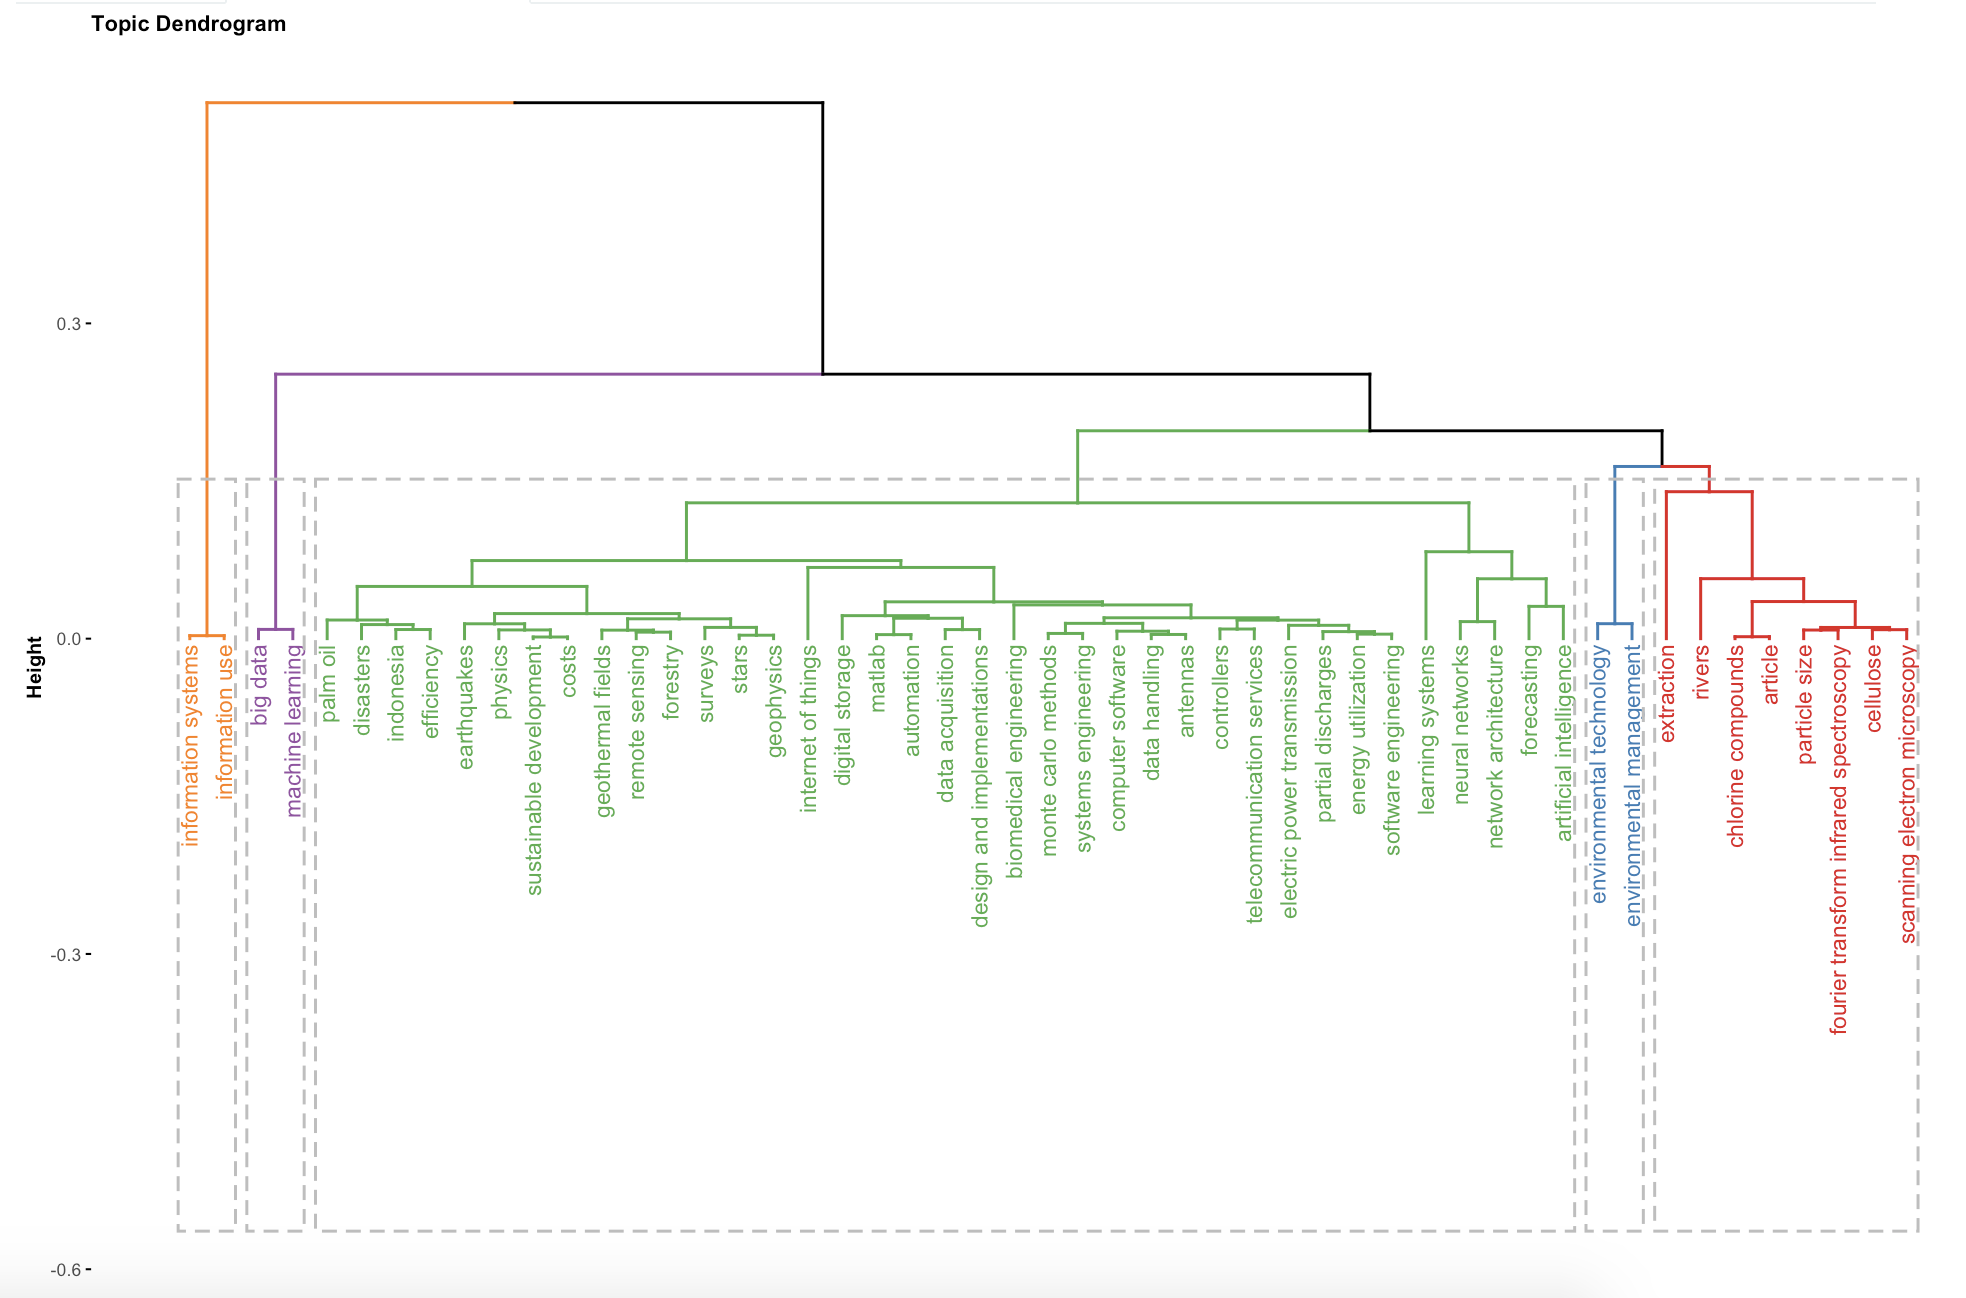 Topic Dendrogram
Height
0.3
0.0
-0.3
-0.6
information systems
information use
big data
machine learning
palm oil
disasters
indonesia
efficiency
earthquakes
physics
sustainable development
costs
geothermal fields
remote sensing
forestry
surveys
stars
geophysics
internet of things
digital storage
matlab
automation
data acquisition
design and implementations
biomedical engineering
monte carlo methods
systems engineering
computer software
data handling
antennas
controllers
telecommunication services
electric power transmission
partial discharges
energy utilization
software engineering
learning systems
neural networks
network architecture
forecasting
artificial intelligence
environmental technology
environmental management
extraction
rivers
chlorine compounds
article
particle size
fourier transform infrared spectroscopy
cellulose
scanning electron microscopy